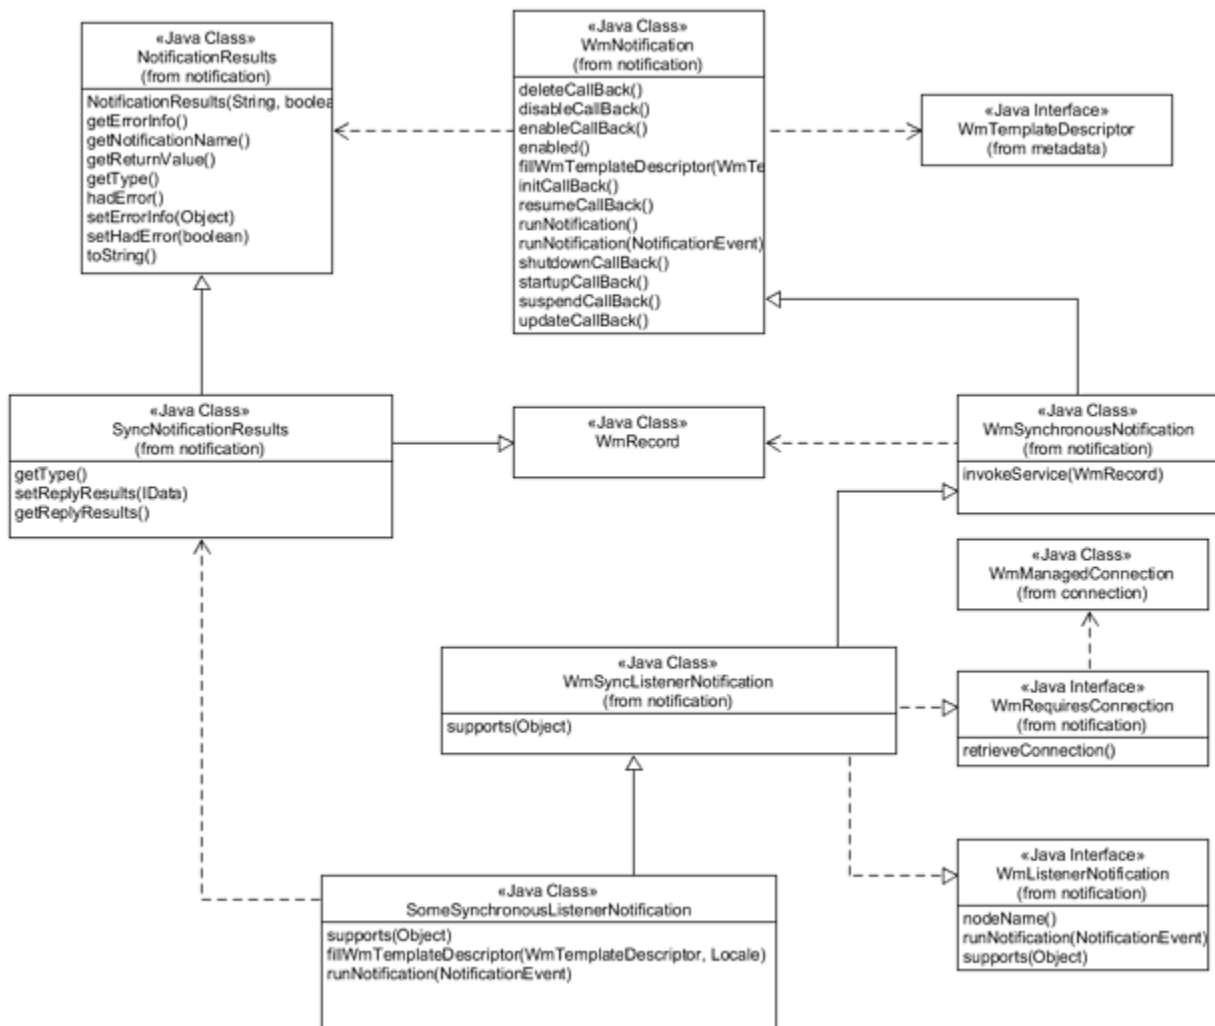 «Java Class»
NotificationResults
(from notification)
NotificationResults(String, boolea
getErrorInfo()
getNotificationName()
getReturnValue()
getType()
hadError()
setErrorInfo(Object)
setHadError(boolean)
toString()
«Java Class»
WmNotification
(from notification)
deleteCallBack()
disableCallBack()
enableCallBack()
enabled()
fillWmTemplateDescriptor(WmTe
initCallBack()
resumeCallBack()
runNotification()
runNotification(NotificationEvent)
shutdownCallBack()
startupCallBack()
suspendCallBack()
updateCallBack()
«Java Interface»
WmTemplateDescriptor
(from metadata)
«Java Class»
SyncNotificationResults
(from notification)
getType()
setReplyResults(IData)
getReplyResults()
«Java Class»
WmRecord
«Java Class»
WmSynchronousNotification
(from notification)
invokeService(WmRecord)
«Java Class»
WmManagedConnection
(from connection)
«Java Class»
WmSyncListenerNotification
(from notification)
supports(Object)
«Java Interface»
WmRequiresConnection
(from notification)
retrieveConnection()
«Java Interface»
WmListenerNotification
(from notification)
nodeName()
runNotification(NotificationEvent)
supports(Object)
«Java Class»
SomeSynchronousListenerNotification
supports(Object)
fillWmTemplateDescriptor(WmTemplateDescriptor, Locale)
runNotification(NotificationEvent)